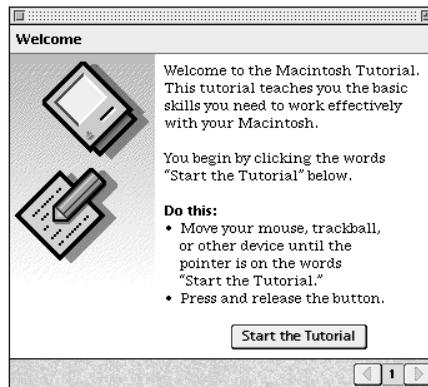 Welcome
Welcome to the Macintosh Tutorial.
This tutorial teaches you the basic
skills you need to work effectively
with your Macintosh.
You begin by clicking the words
“Start the Tutorial” below.
Do this:
• Move your mouse, trackball,
or other device until the
pointer is on the words
“Start the Tutorial.”
• Press and release the button.
Start the Tutorial
1